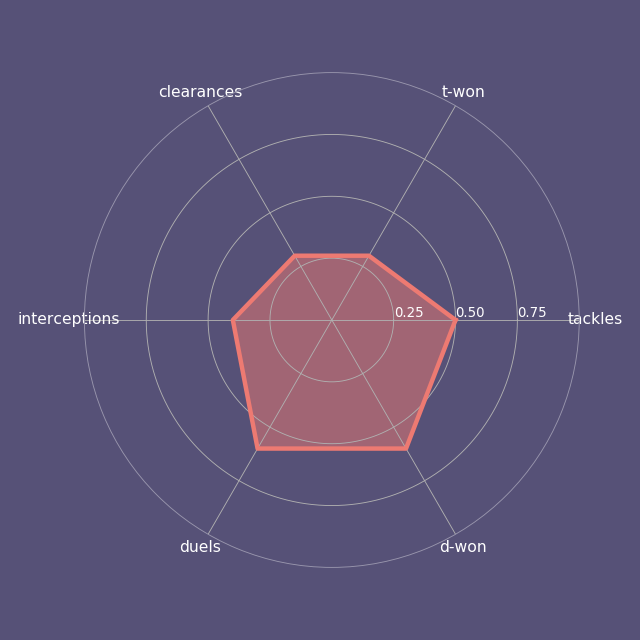 clearances
t-won
0.25
0.50
0.75
interceptions
tackles
duels
d-won